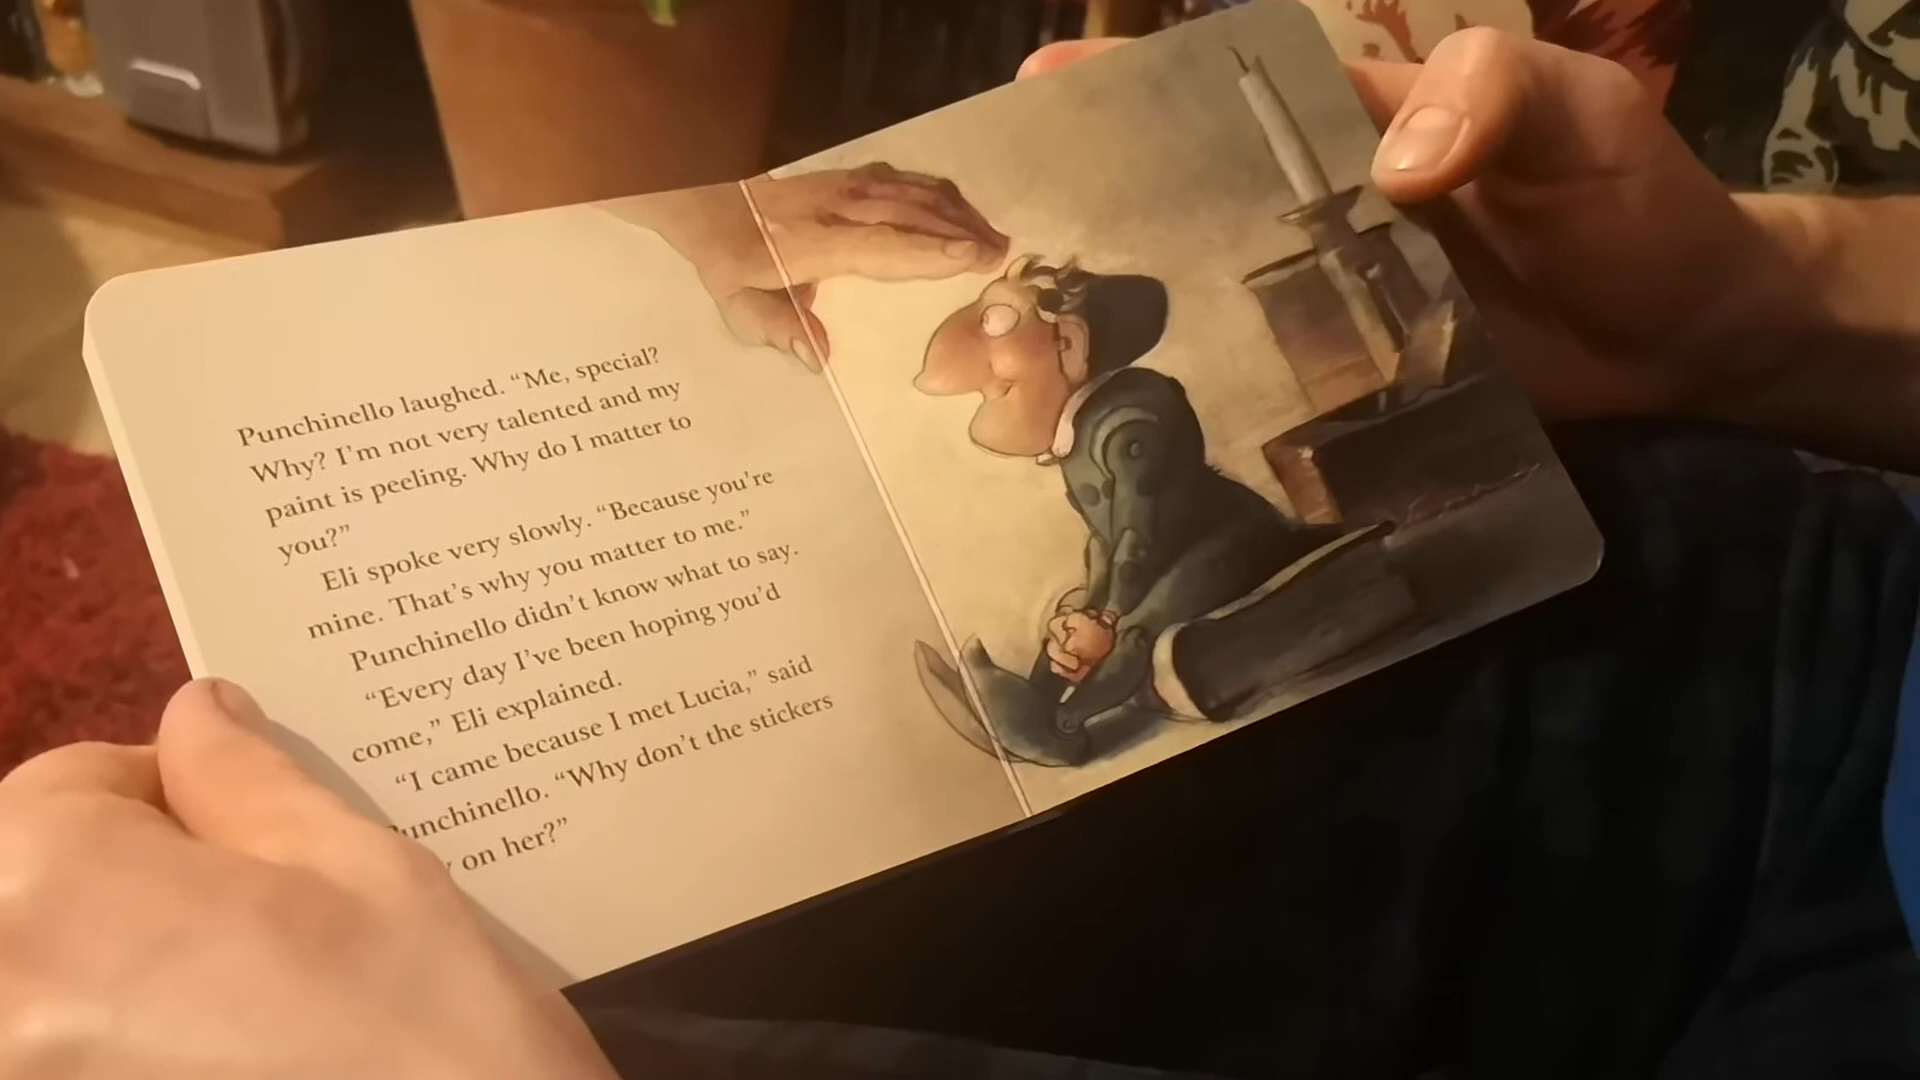 Punchinello laughed. “Me, special?
Why? I’m not very talented and my
paint is peeling. Why do I matter to
you?”
Eli spoke very slowly. “Because you're
mine. That’s why you matter to me.”
Punchinello didn’t know what to say.
“Every day I’ve been hoping you’d
come,” Eli explained.
“I came because I met Lucia,” said
unchinello. “Why don’t the stickers
on her?”